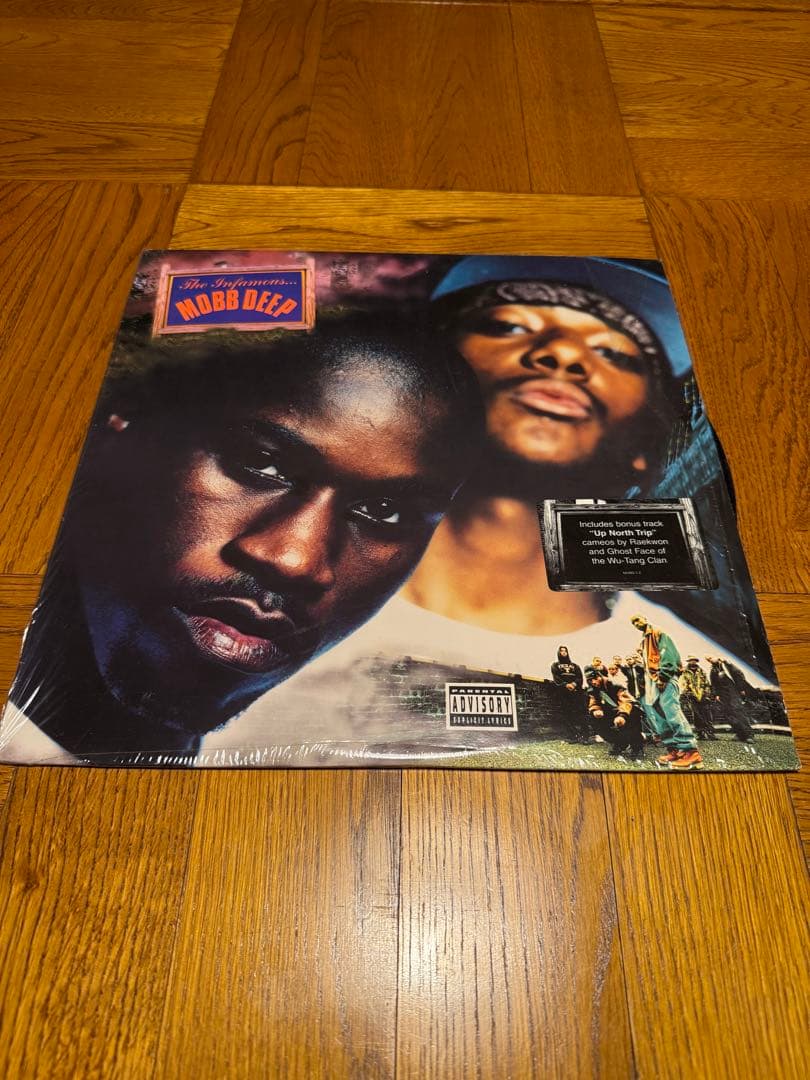 The Infamous...
MOBB DEEP
Includes bonus track
"Up North Trip"
cameos by Raekwon
and Ghost Face of
the Wu-Tang Clan
PARENTAL
ADVISORY
EXPLICIT LYRICS